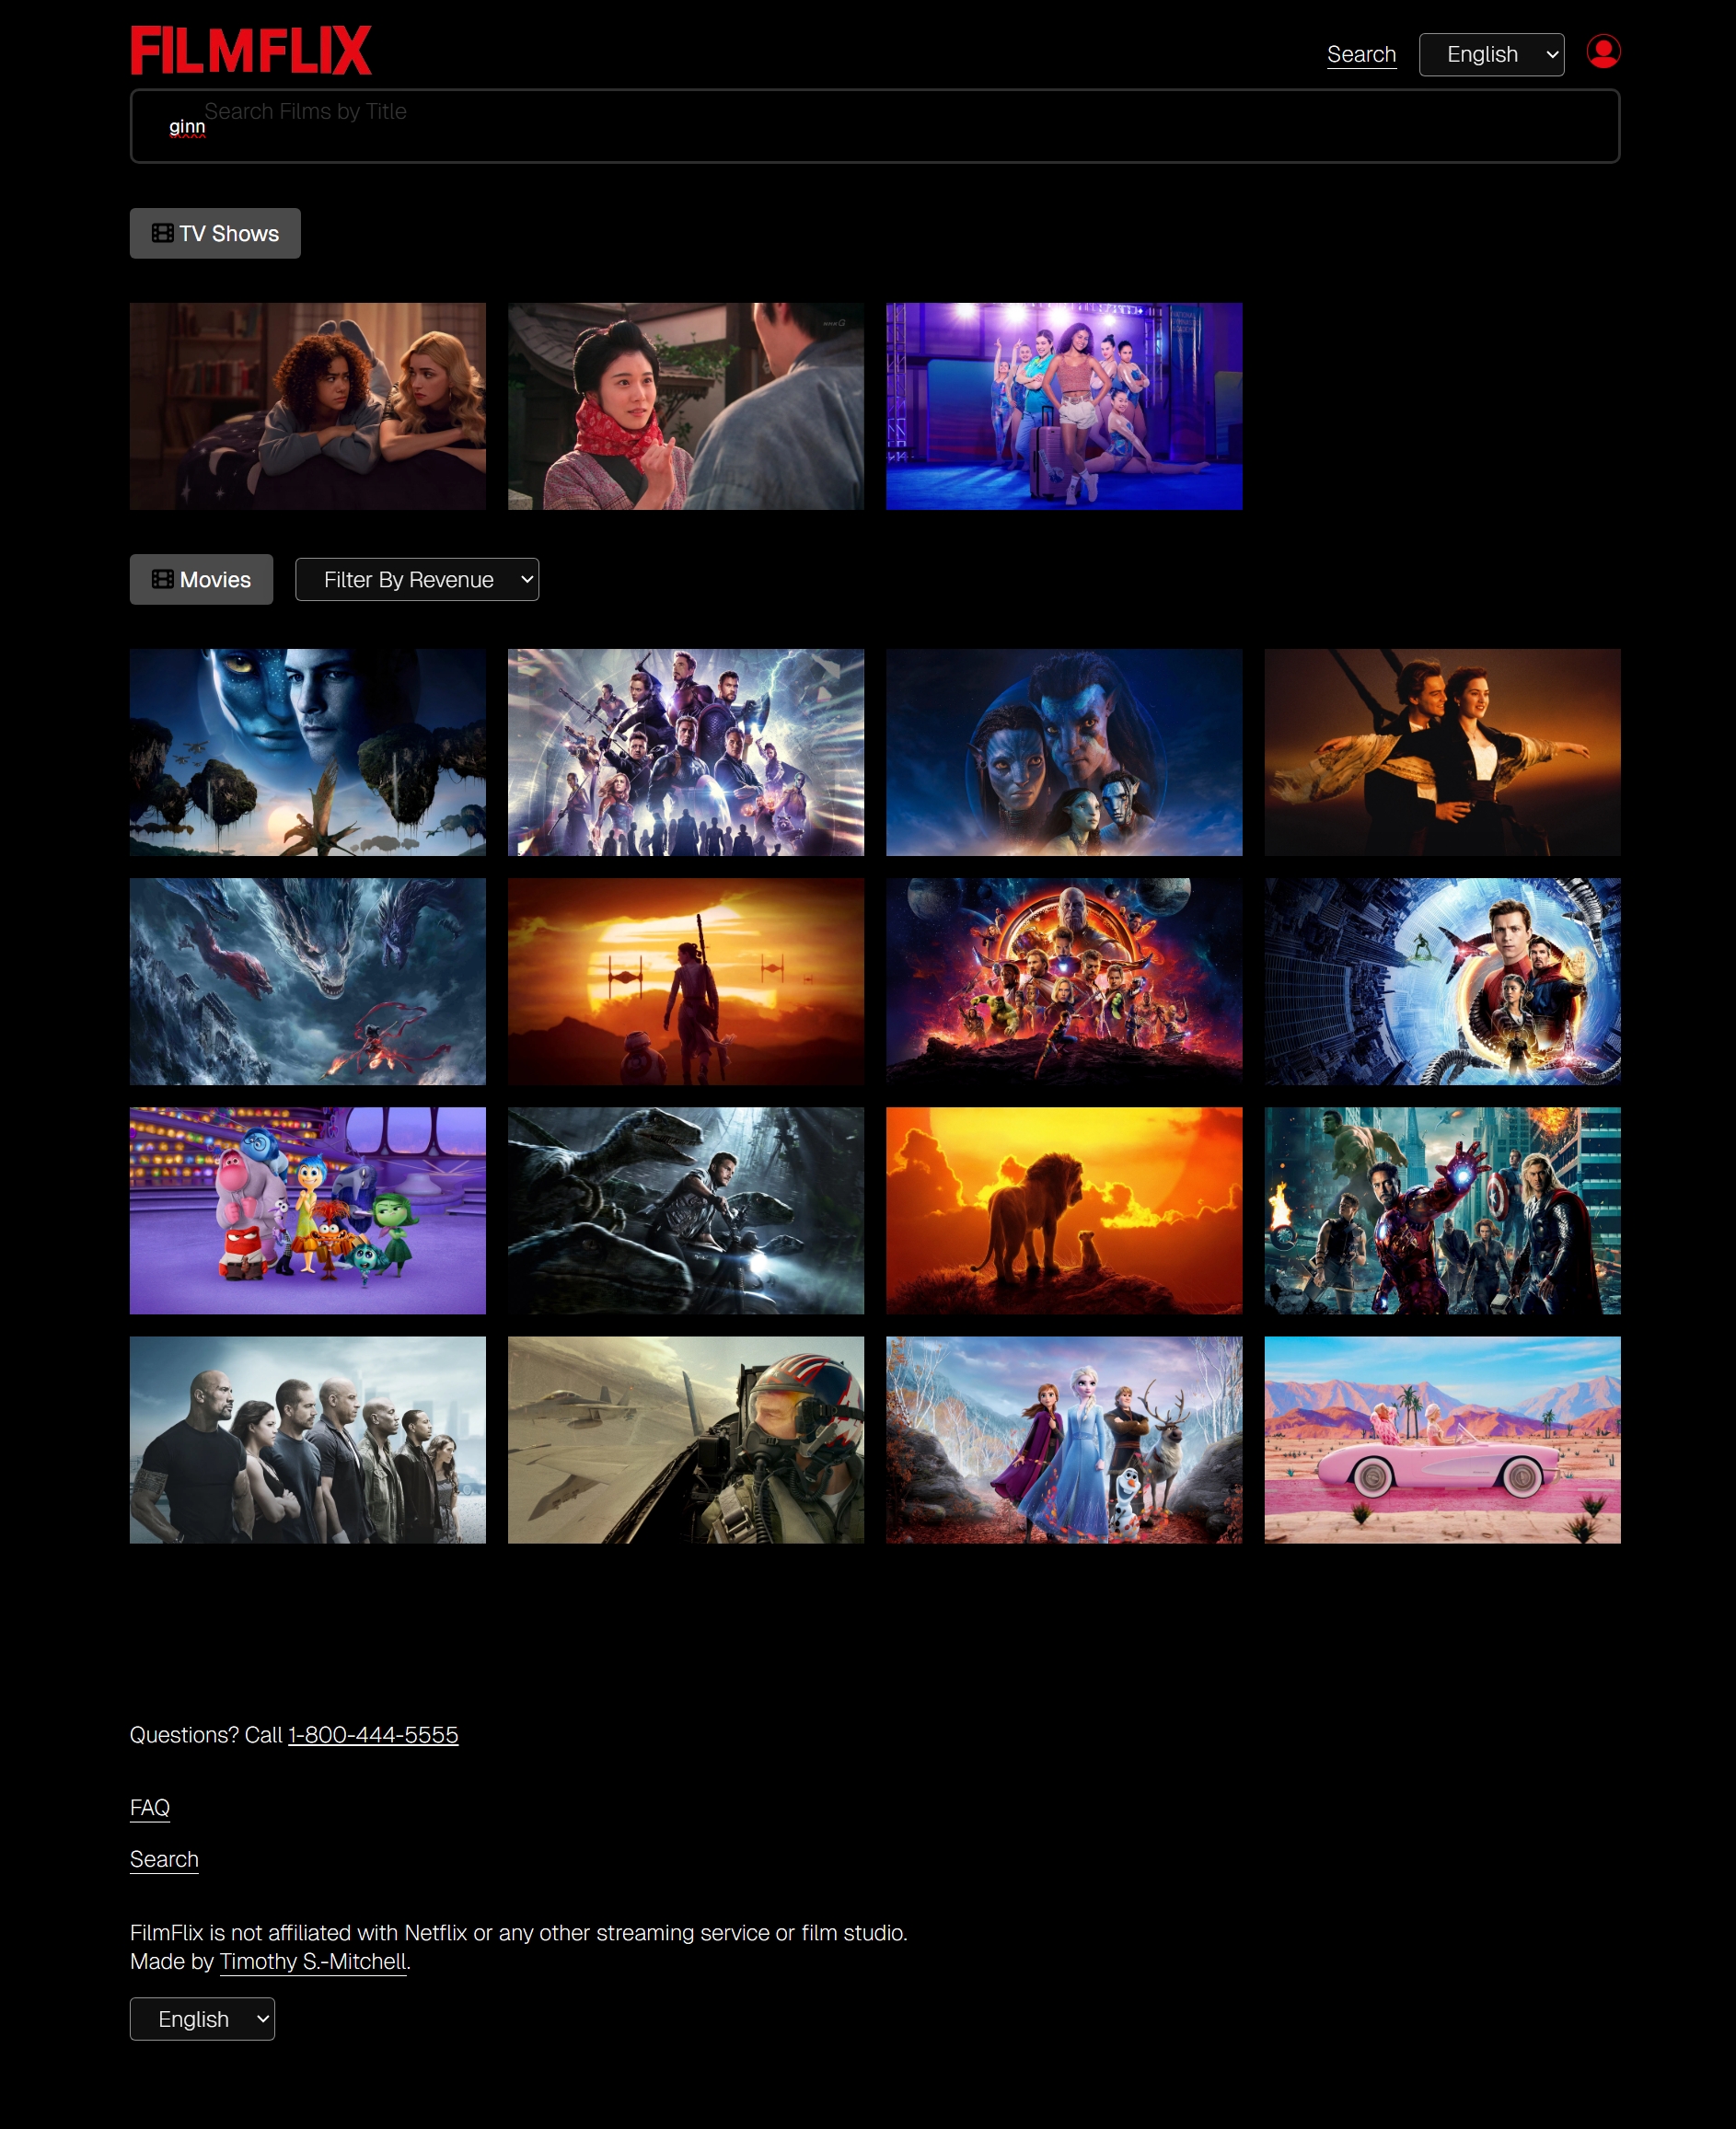 FILMFLIX
Search
English
Search Films by Title
ginn
TV Shows
Movies
Filter By Revenue
Questions? Call 1-800-444-5555
FAQ
Search
FilmFlix is not affiliated with Netflix or any other streaming service or film studio.
Made by Timothy S.-Mitchell.
English